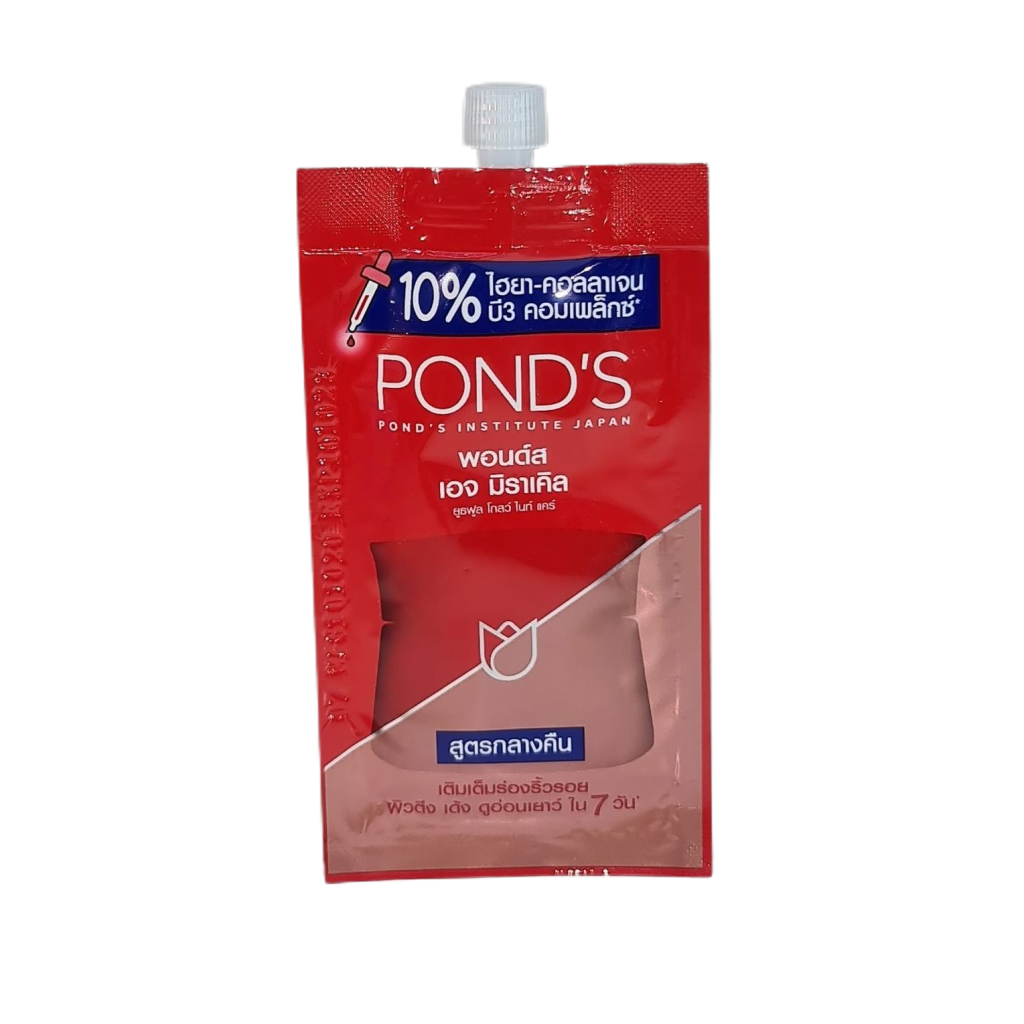 10% ไฮยา-คอลลาเจน
บี3 คอมเพล็กซ์*
POND'S
POND'S INSTITUTE JAPAN
พอนด์ส
เอจ มิราเคิล
ยูธฟูล โกลว์ ไนท์ แคร์
สูตรกลางคืน
เติมเต็มร่องริ้วรอย
ผิวตึง เด้ง ดูอ่อนเยาว์ ใน 7 วัน*